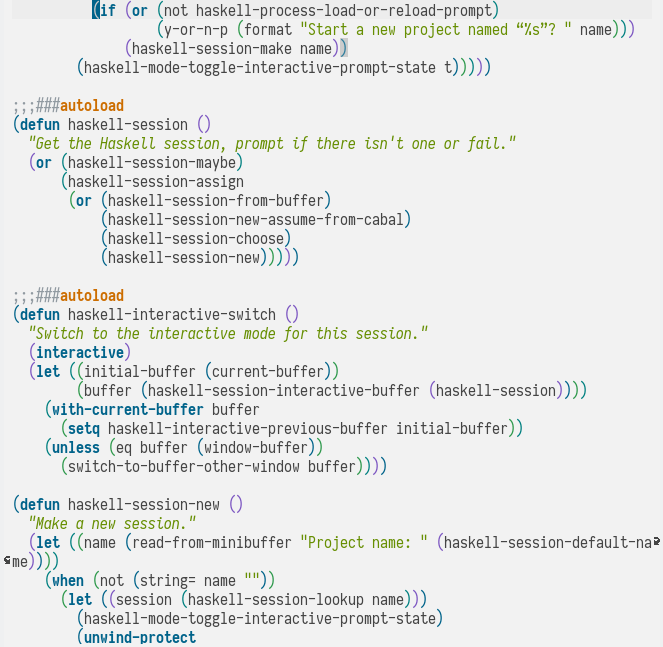 (if (or (not haskell-process-load-or-reload-prompt)
(y-or-n-p (format "Start a new project named “%s”? " name)))
(haskell-session-make name))
(haskell-mode-toggle-interactive-prompt-state t)))))
;;;###autoload
(defun haskell-session ()
"Get the Haskell session, prompt if there isn't one or fail."
(or (haskell-session-maybe)
(haskell-session-assign
(or (haskell-session-from-buffer)
(haskell-session-new-assume-from-cabal)
(haskell-session-choose)
(haskell-session-new)))))
;;;###autoload
(defun haskell-interactive-switch ()
"Switch to the interactive mode for this session."
(interactive)
(let ((initial-buffer (current-buffer))
(buffer (haskell-session-interactive-buffer (haskell-session))))
(with-current-buffer buffer
(setq haskell-interactive-previous-buffer initial-buffer))
(unless (eq buffer (window-buffer))
(switch-to-buffer-other-window buffer))))
(defun haskell-session-new ()
"Make a new session."
(let ((name (read-from-minibuffer "Project name: " (haskell-session-default-na
me))))
(when (not (string= name ""))
(let ((session (haskell-session-lookup name)))
(haskell-mode-toggle-interactive-prompt-state)
(unwind-protect